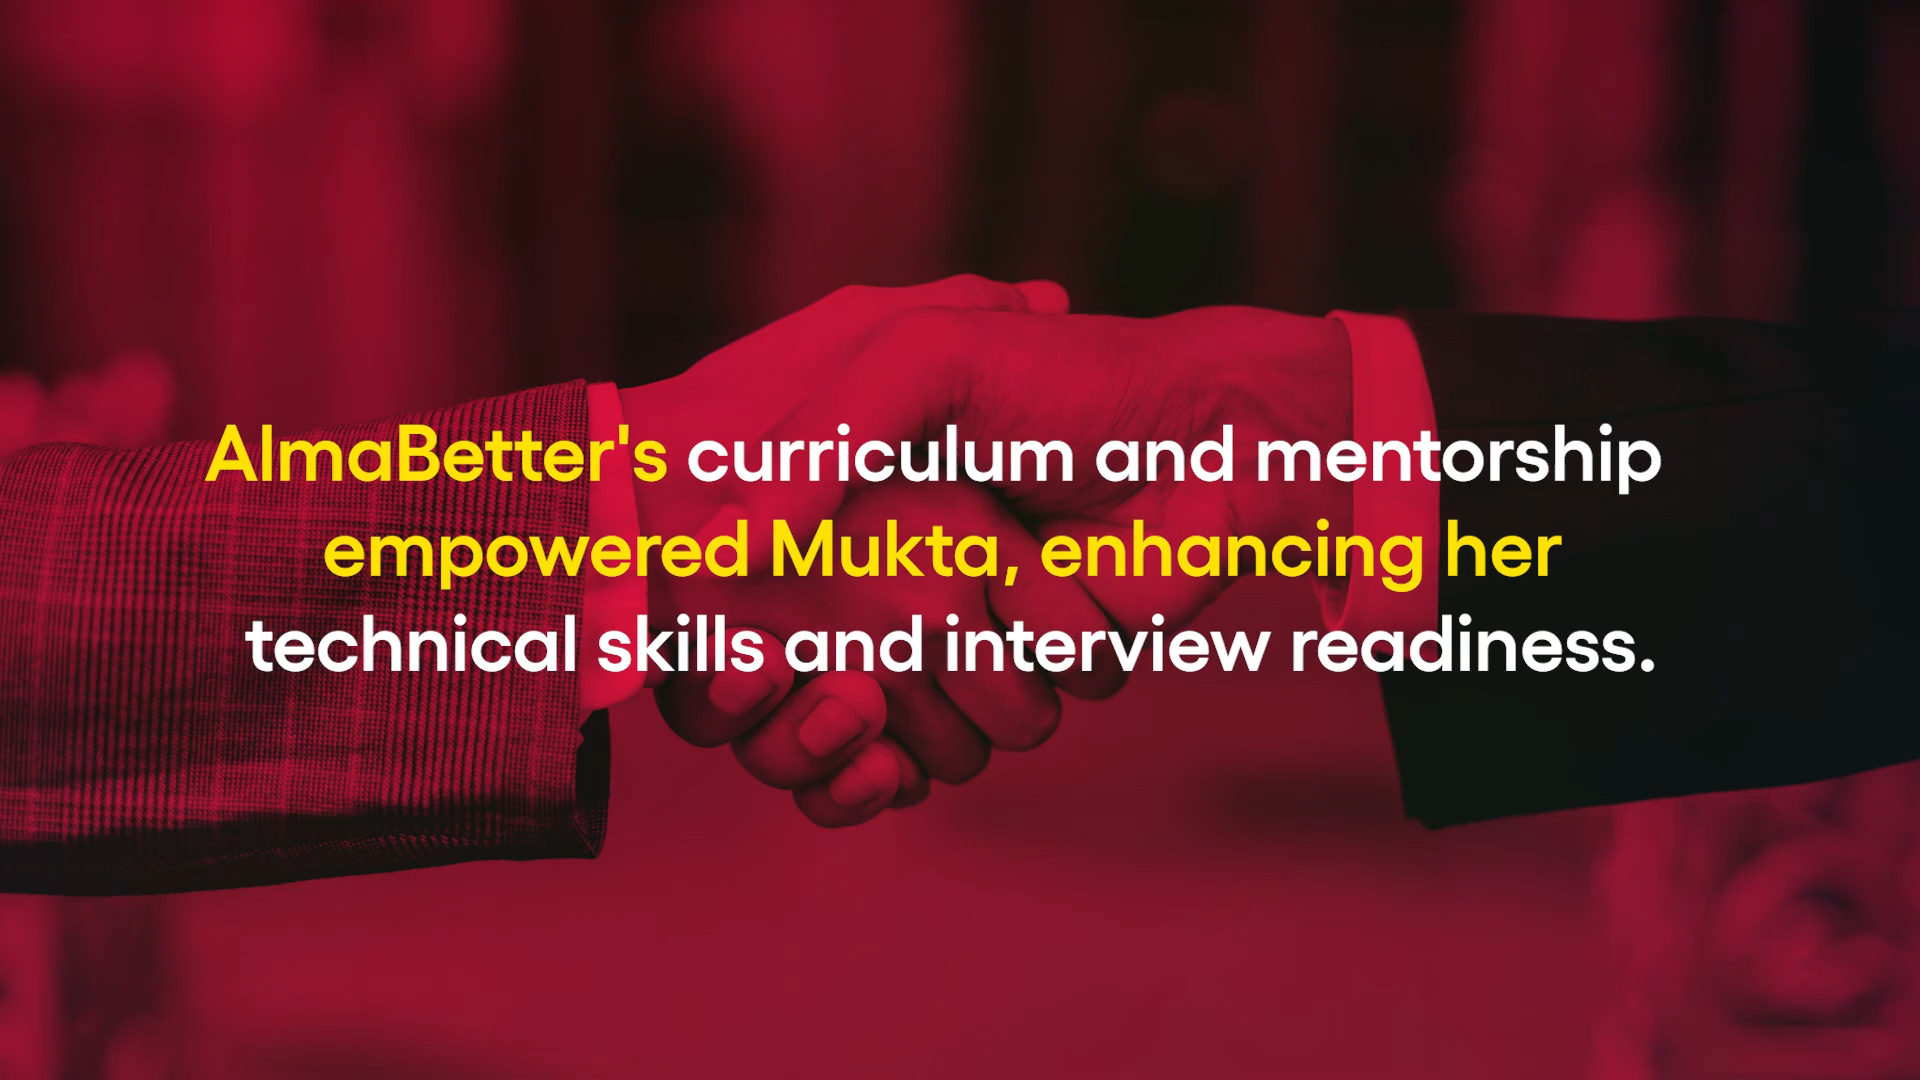 AlmaBetter's curriculum and mentorship
empowered Mukta, enhancing her
technical skills and interview readiness.